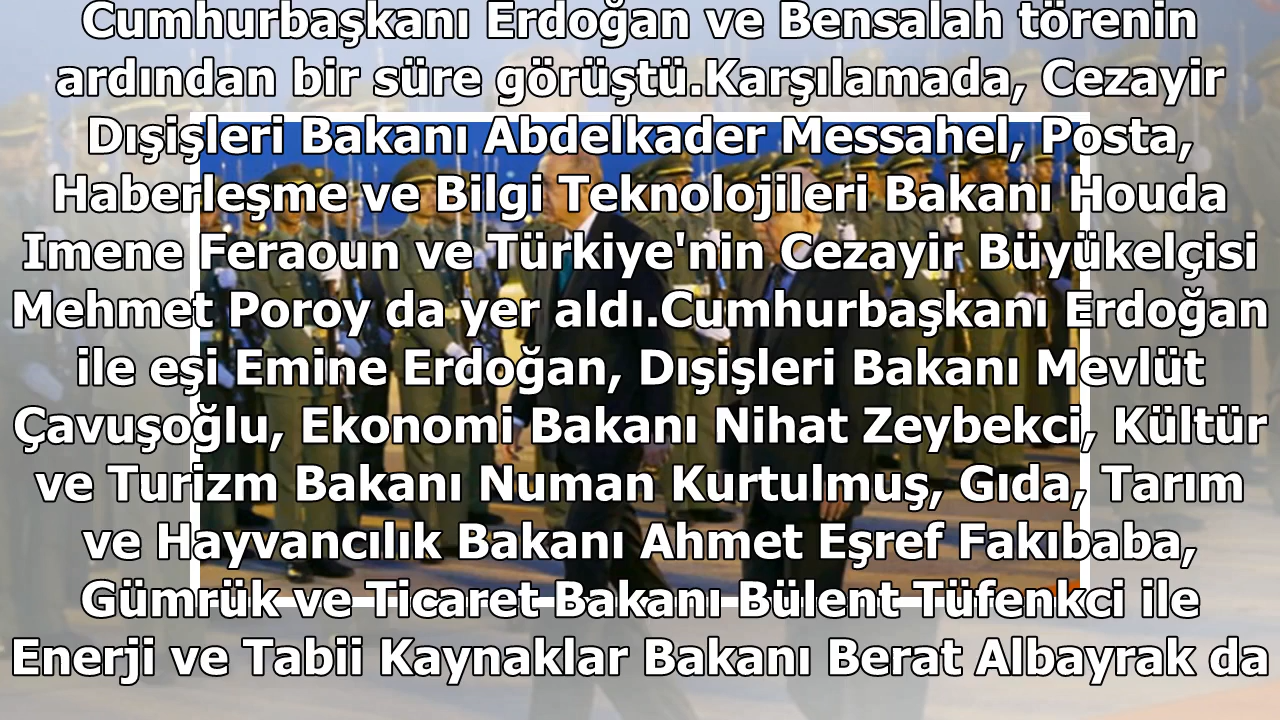 Cumhurbaşkanı Erdoğan ve Bensalah törenin
ardından bir süre görüştü.Karşılamada, Cezayir
Dışişleri Bakanı Abdelkader Messahel, Posta,
Haberleşme ve Bilgi Teknolojileri Bakanı Houda
Imene Feraoun ve Türkiye'nin Cezayir Büyükelçisi
Mehmet Poroy da yer aldı.Cumhurbaşkanı Erdoğan
ile eşi Emine Erdoğan, Dışişleri Bakanı Mevlüt
Çavuşoğlu, Ekonomi Bakanı Nihat Zeybekci, Kültür
ve Turizm Bakanı Numan Kurtulmuş, Gıda, Tarım
ve Hayvancılık Bakanı Ahmet Eşref Fakıbaba,
Gümrük ve Ticaret Bakanı Bülent Tüfenkci ile
Enerji ve Tabii Kaynaklar Bakanı Berat Albayrak da